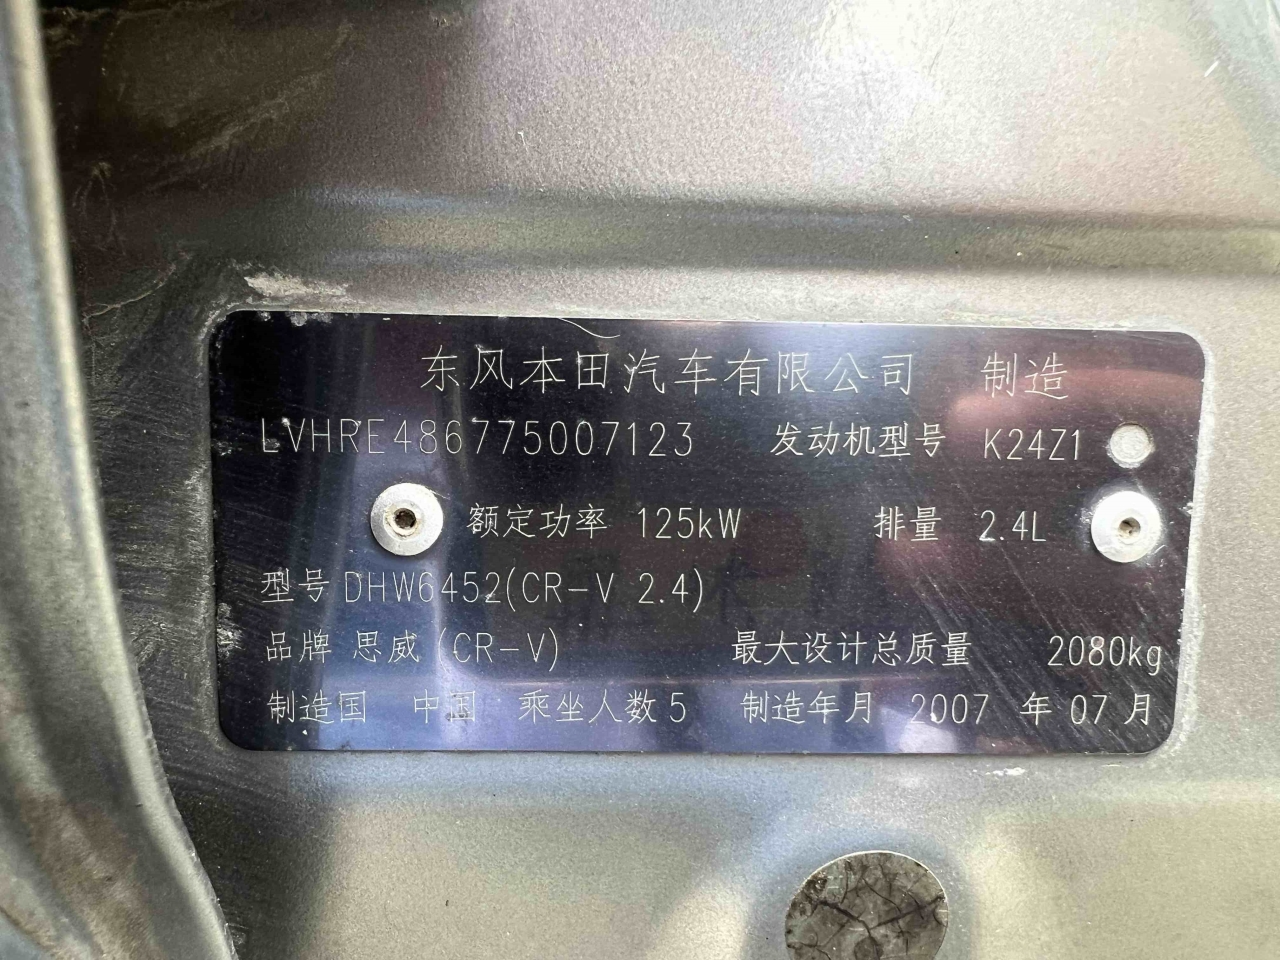 东风本田汽车有限公司 制造
LVHRE486775007123 发动机型号 K24Z1
额定功率 125kW 排量 2.4L
型号 DHW6452(CR-V 2.4)
品牌 思威 (CR-V) 最大设计总质量 2080kg
制造国 中国 乘坐人数 5 制造年月 2007 年 07 月